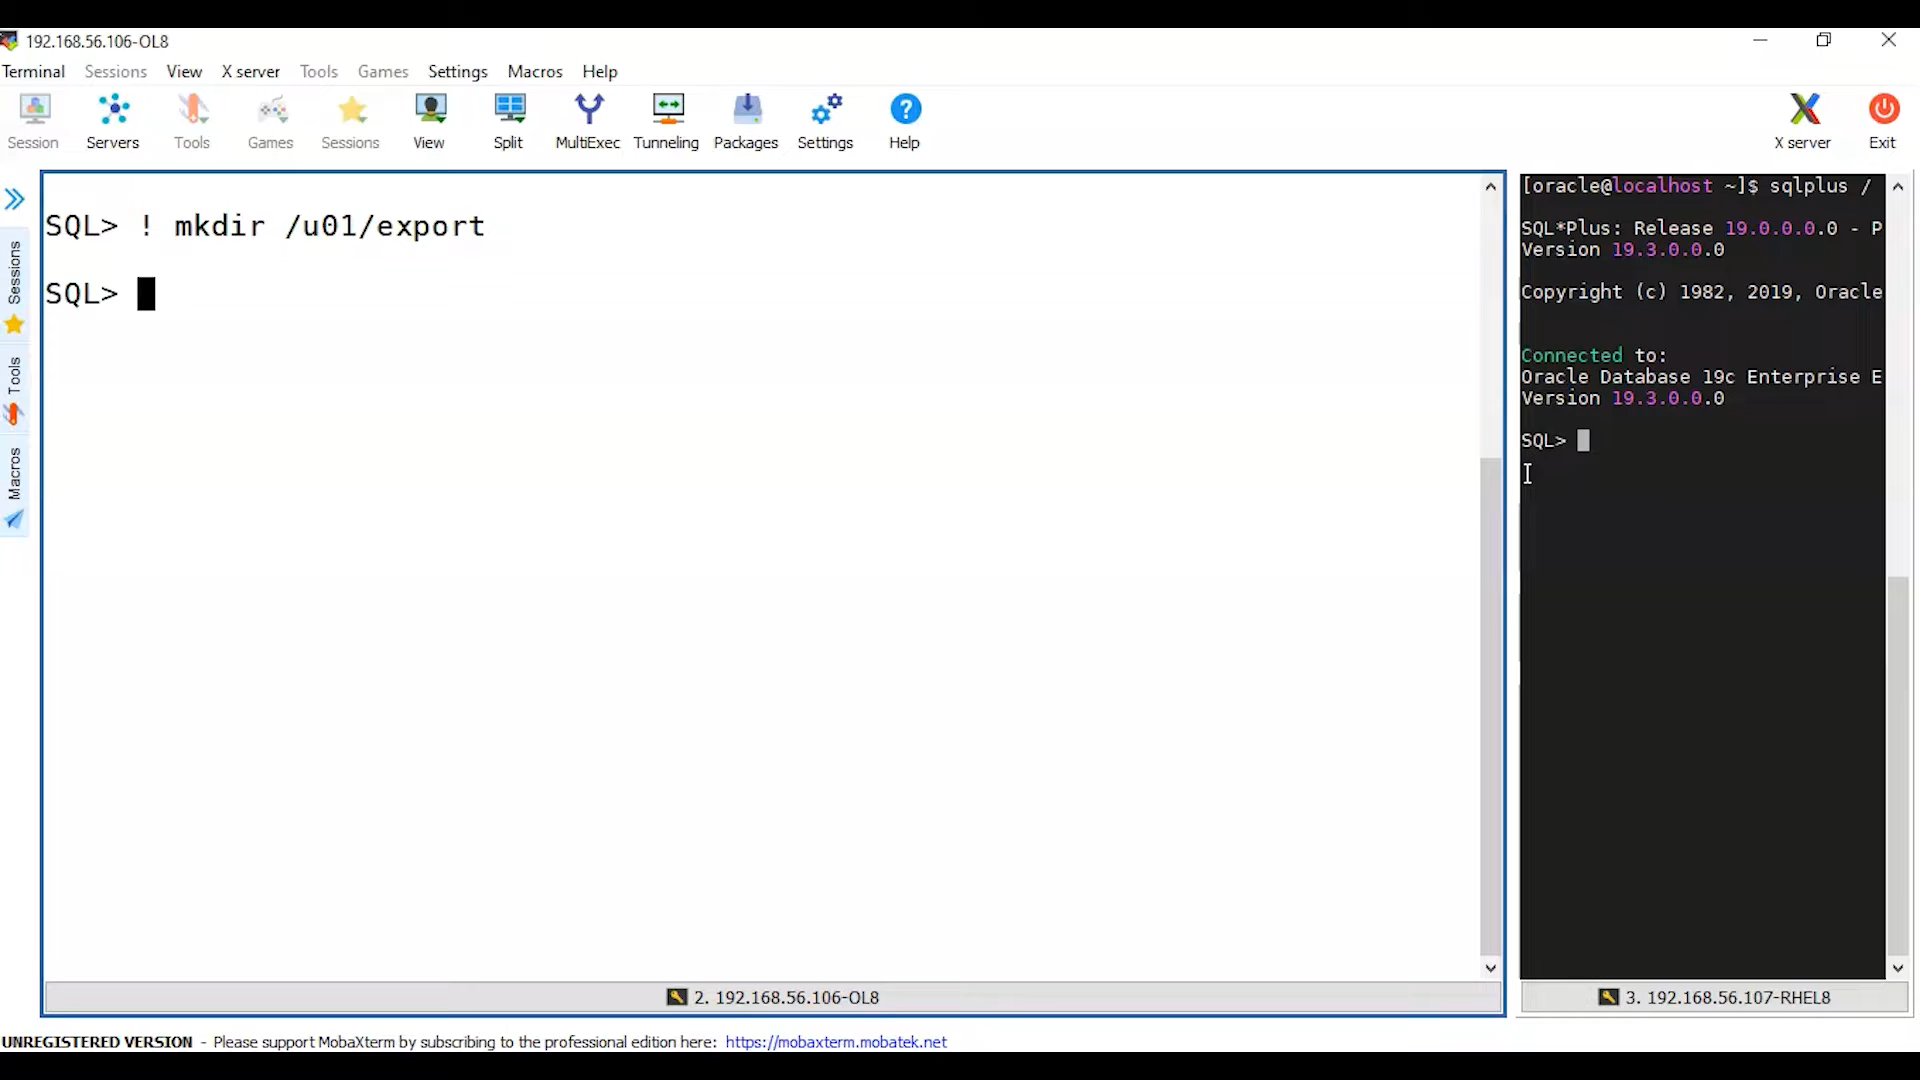 192.168.56.106-OL8
Terminal Sessions View X server Tools Games Settings Macros Help
Session Servers Tools Games Sessions View Split MultiExec Tunneling Packages Settings Help X server Exit
Sessions
Tools
Macros
SQL> ! mkdir /u01/export
SQL>
2. 192.168.56.106-OL8
[oracle@localhost ~]$ sqlplus /
SQL*Plus: Release 19.0.0.0.0 - P
Version 19.3.0.0.0
Copyright (c) 1982, 2019, Oracle
Connected to:
Oracle Database 19c Enterprise E
Version 19.3.0.0.0
SQL>
3. 192.168.56.107-RHEL8
UNREGISTERED VERSION - Please support MobaXterm by subscribing to the professional edition here: https://mobaxterm.mobatek.net